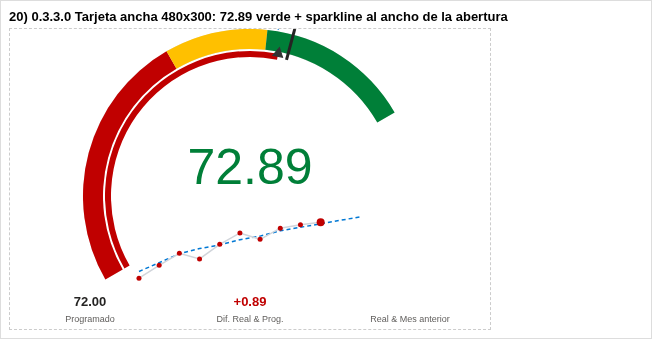 20) 0.3.3.0 Tarjeta ancha 480x300: 72.89 verde + sparkline al ancho de la abertura
72.89
72.00
+0.89
Programado
Dif. Real & Prog.
Real & Mes anterior